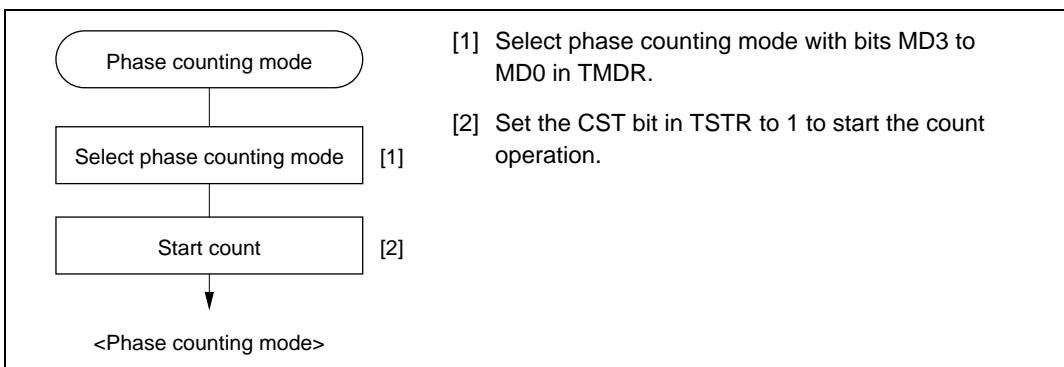 Phase counting mode
Select phase counting mode [1]
Start count [2]
<Phase counting mode>
[1] Select phase counting mode with bits MD3 to
MD0 in TMDR.
[2] Set the CST bit in TSTR to 1 to start the count
operation.